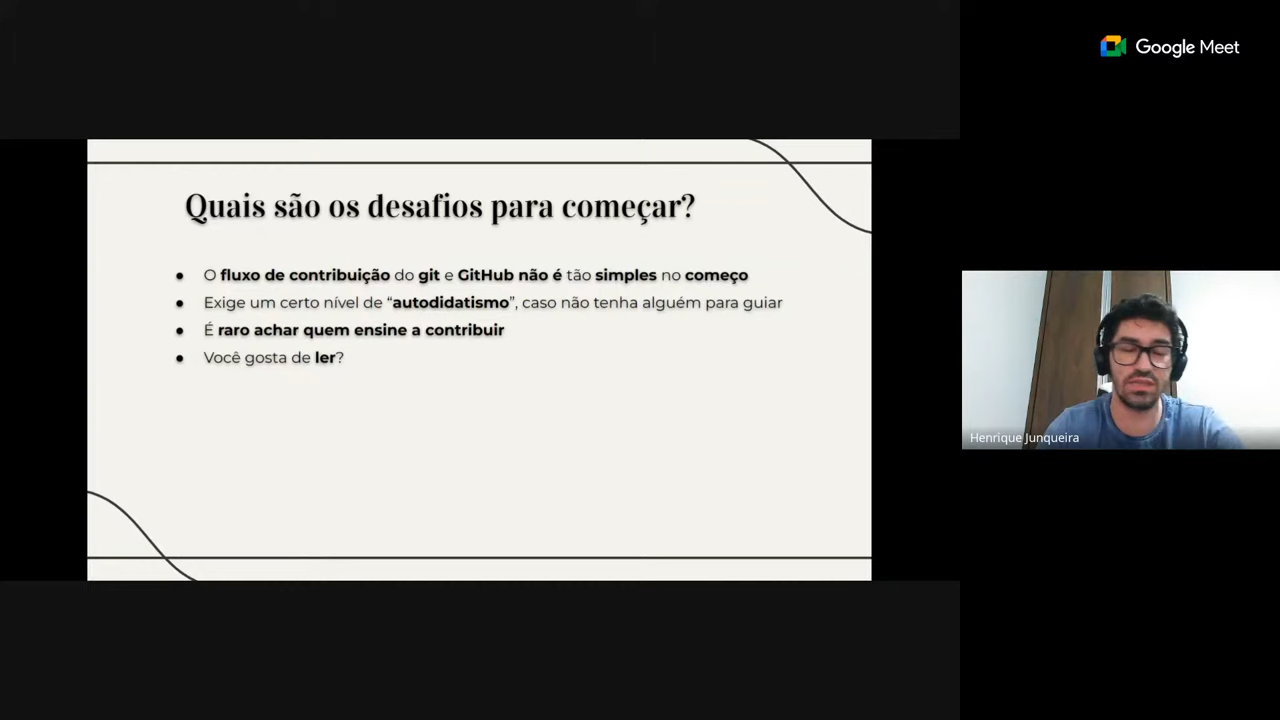 Google Meet
Quais são os desafios para começar?
● O fluxo de contribuição do git e GitHub não é tão simples no começo
● Exige um certo nível de “autodidatismo”, caso não tenha alguém para guiar
● É raro achar quem ensine a contribuir
● Você gosta de ler?
Henrique Junqueira